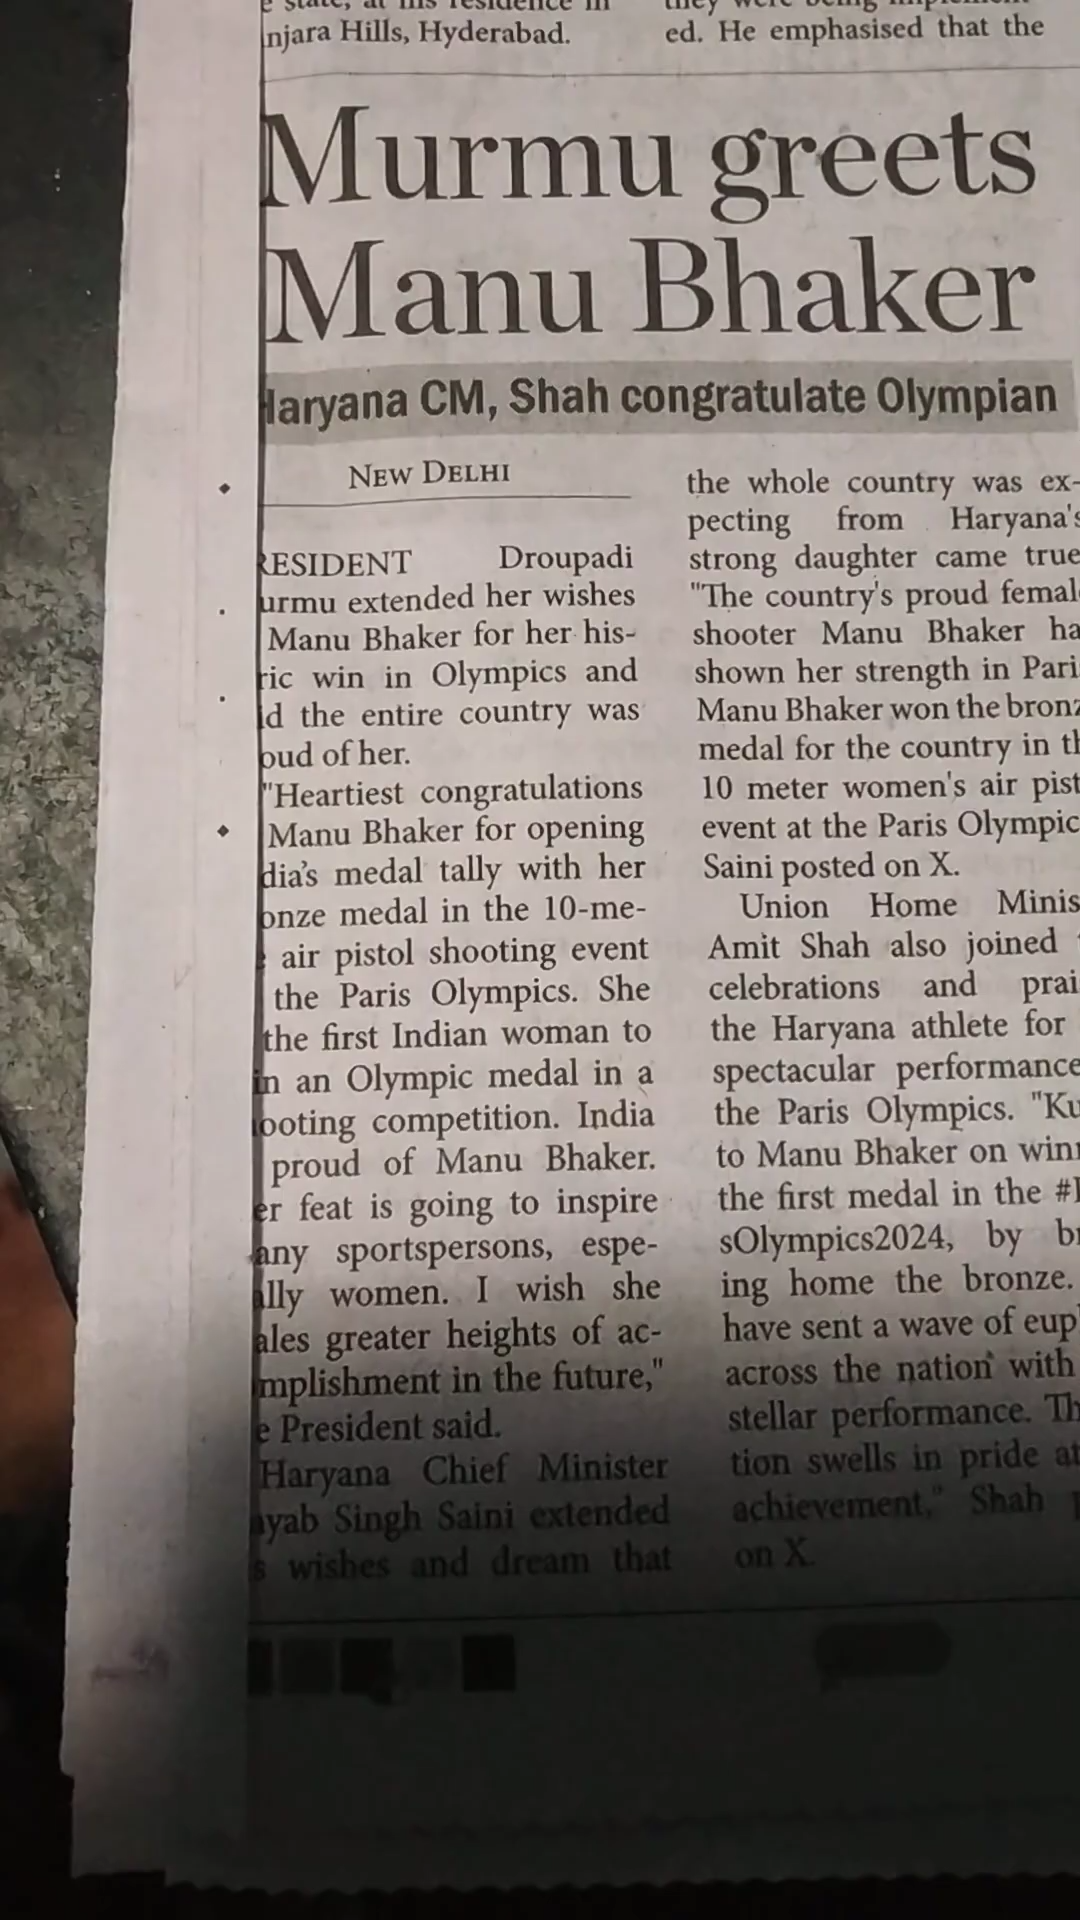 njara Hills, Hyderabad.
ed. He emphasised that the
Murmu greets
Manu Bhaker
Haryana CM, Shah congratulate Olympian
NEW DELHI
RESIDENT Droupadi
urmu extended her wishes
Manu Bhaker for her his-
ric win in Olympics and
id the entire country was
oud of her.
"Heartiest congratulations
Manu Bhaker for opening
dia's medal tally with her
onze medal in the 10-me-
air pistol shooting event
the Paris Olympics. She
the first Indian woman to
in an Olympic medal in a
ooting competition. India
proud of Manu Bhaker.
er feat is going to inspire
any sportspersons, espe-
ally women. I wish she
ales greater heights of ac-
mplishment in the future,"
e President said.
Haryana Chief Minister
ayab Singh Saini extended
s wishes and dream that
the whole country was ex-
pecting from Haryana's
strong daughter came true
"The country's proud femal
shooter Manu Bhaker ha
shown her strength in Pari
Manu Bhaker won the bronz
medal for the country in th
10 meter women's air pist
event at the Paris Olympic
Saini posted on X.
Union Home Minis
Amit Shah also joined
celebrations and prai
the Haryana athlete for
spectacular performance
the Paris Olympics. "Ku
to Manu Bhaker on winn
the first medal in the #P
sOlympics2024, by br
ing home the bronze.
have sent a wave of eup
across the nation with
stellar performance. Th
tion swells in pride at
achievement," Shah p
on X.